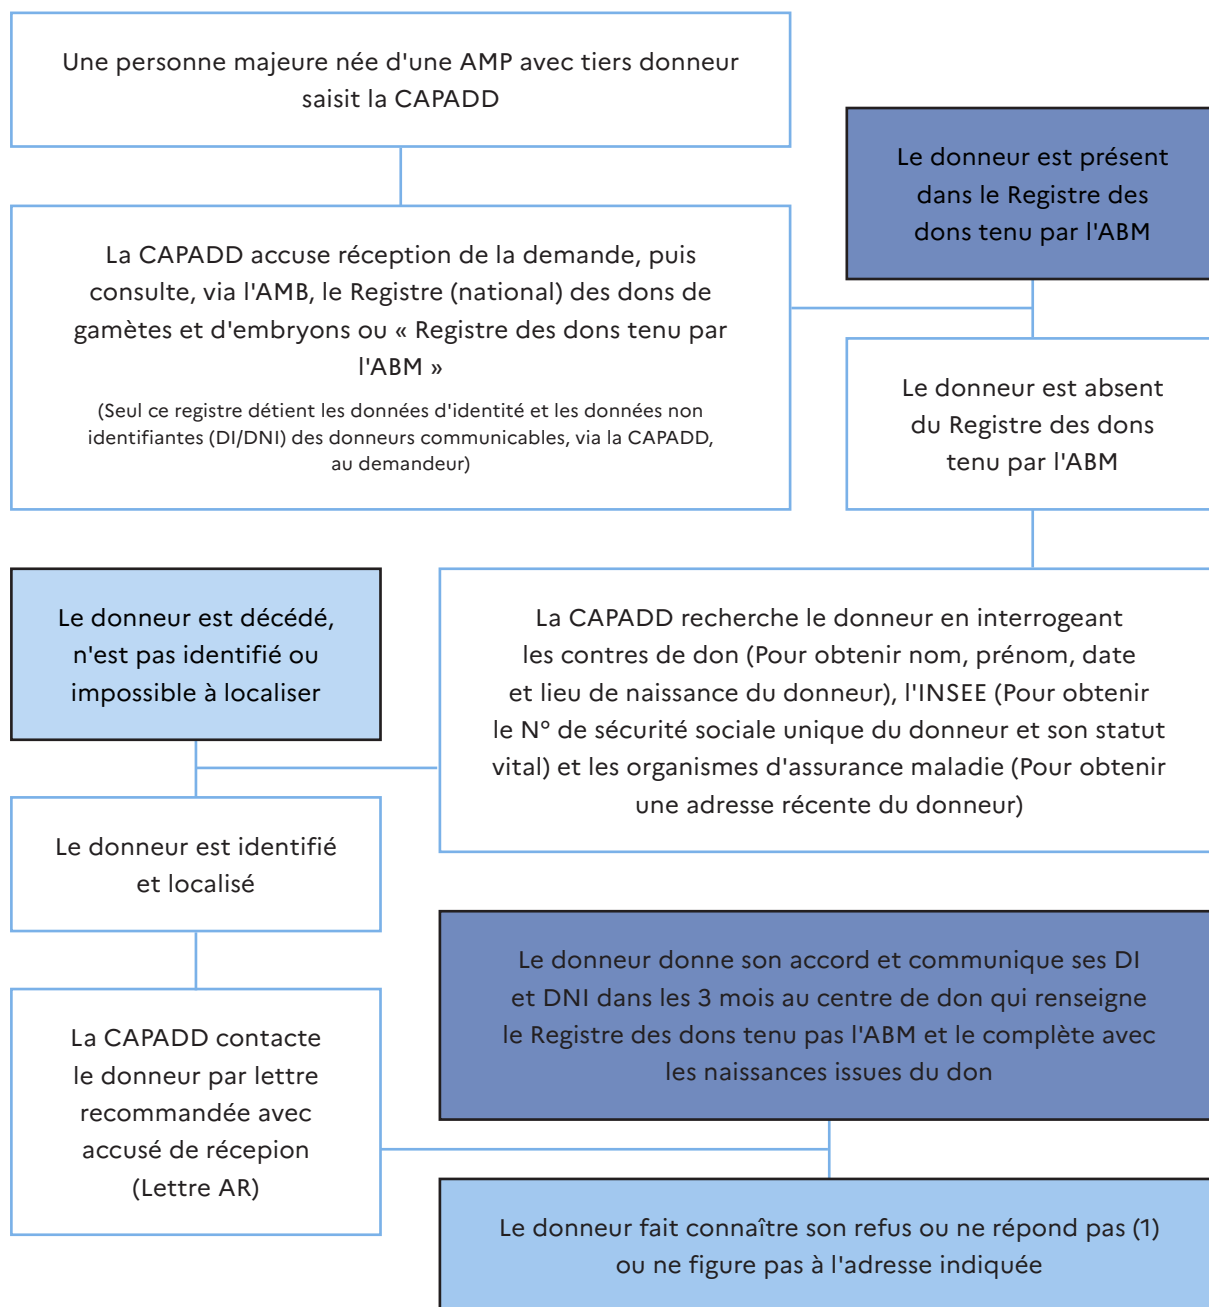 Une personne majeure née d'une AMP avec tiers donneur
saisit la CAPADD
Le donneur est présent
dans le Registre des
dons tenu par l'ABM
La CAPADD accuse réception de la demande, puis
consulte, via l'AMB, le Registre (national) des dons de
gamètes et d'embryons ou « Registre des dons tenu par
l'ABM »
(Seul ce registre détient les données d'identité et les données non
identifiantes (DI/DNI) des donneurs communicables, via la CAPADD,
au demandeur)
Le donneur est absent
du Registre des dons
tenu par l'ABM
Le donneur est décédé,
n'est pas identifié ou
impossible à localiser
La CAPADD recherche le donneur en interrogeant
les contres de don (Pour obtenir nom, prénom, date
et lieu de naissance du donneur), l'INSEE (Pour obtenir
le N° de sécurité sociale unique du donneur et son statut
vital) et les organismes d'assurance maladie (Pour obtenir
une adresse récente du donneur)
Le donneur est identifié
et localisé
Le donneur donne son accord et communique ses DI
et DNI dans les 3 mois au centre de don qui renseigne
le Registre des dons tenu pas l'ABM et le complète avec
les naissances issues du don
La CAPADD contacte
le donneur par lettre
recommandée avec
accusé de récepion
(Lettre AR)
Le donneur fait connaître son refus ou ne répond pas (1)
ou ne figure pas à l'adresse indiquée